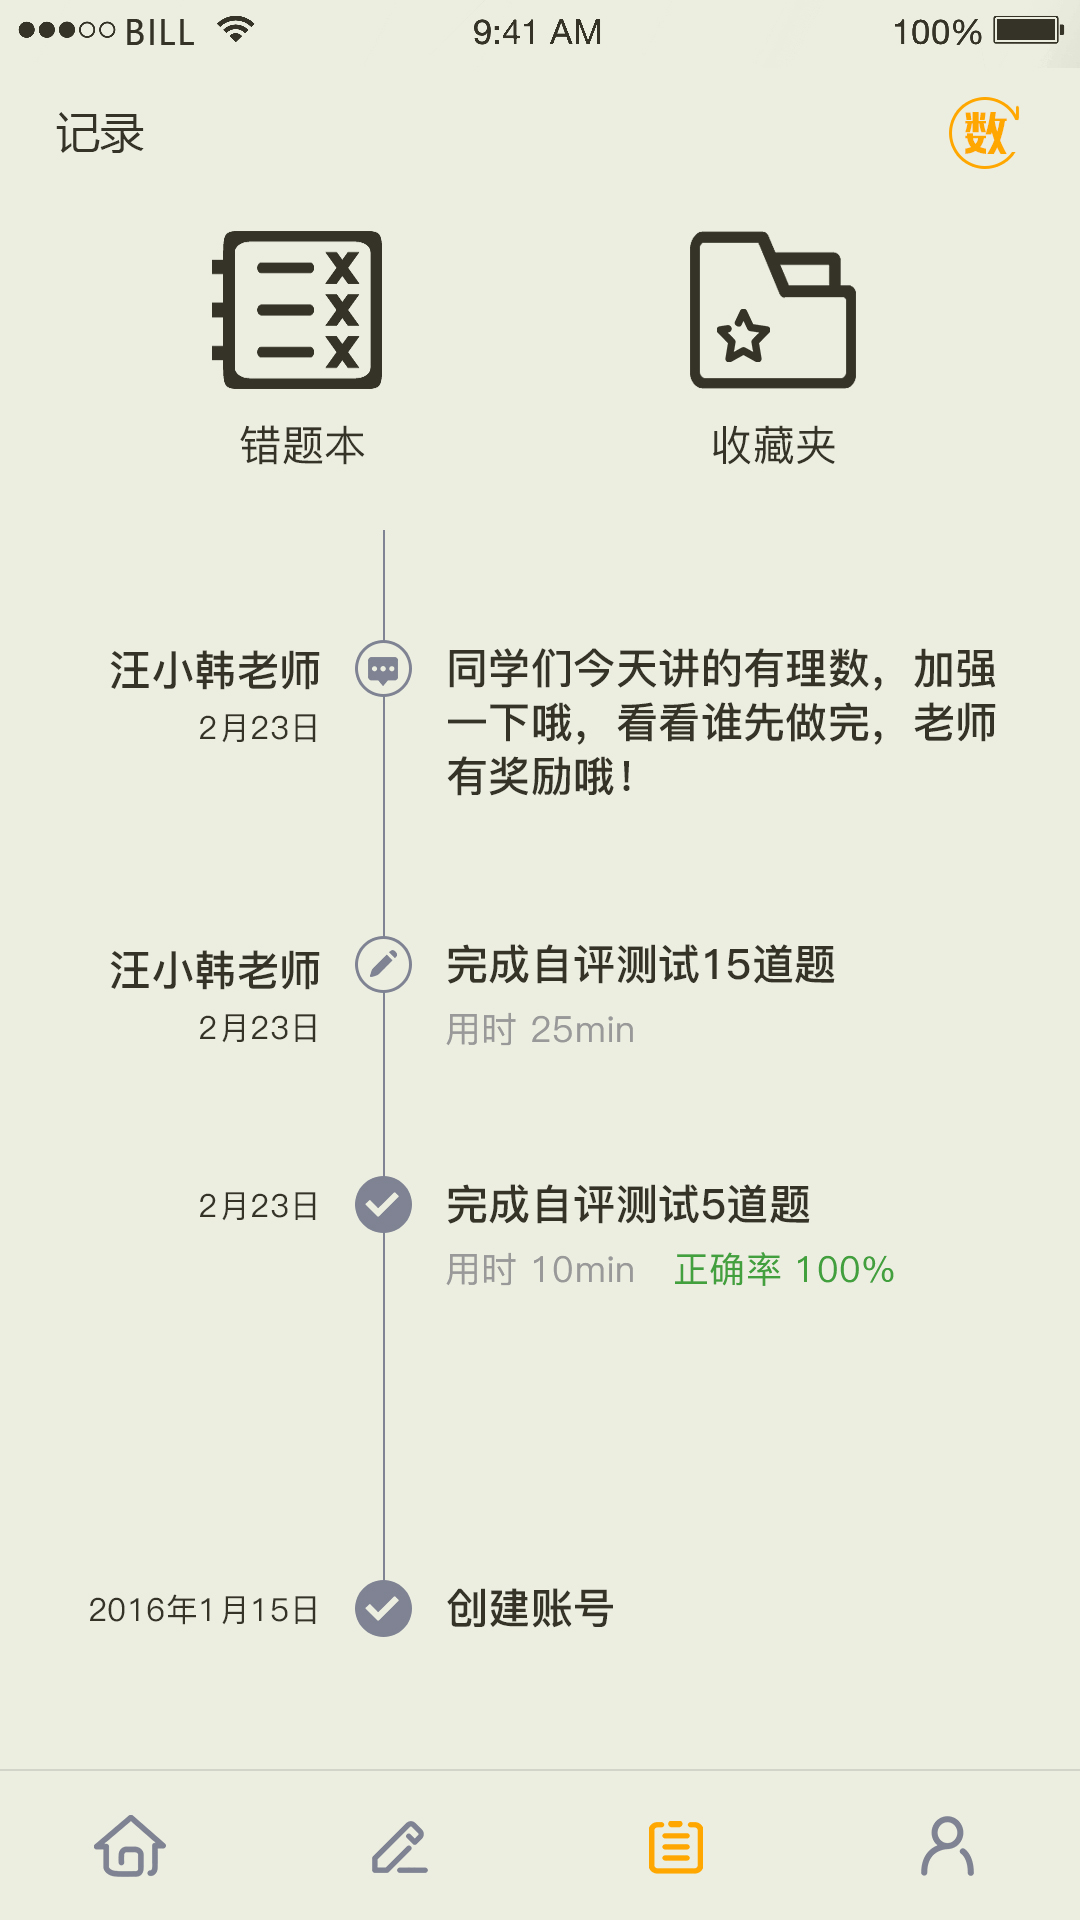 BILL 9:41 AM 100%
记录 数
错题本 收藏夹
汪小韩老师
2月23日
同学们今天讲的有理数，加强
一下哦，看看谁先做完，老师
有奖励哦！
汪小韩老师
2月23日
完成自评测试15道题
用时 25min
2月23日
完成自评测试5道题
用时 10min 正确率 100%
2016年1月15日
创建账号